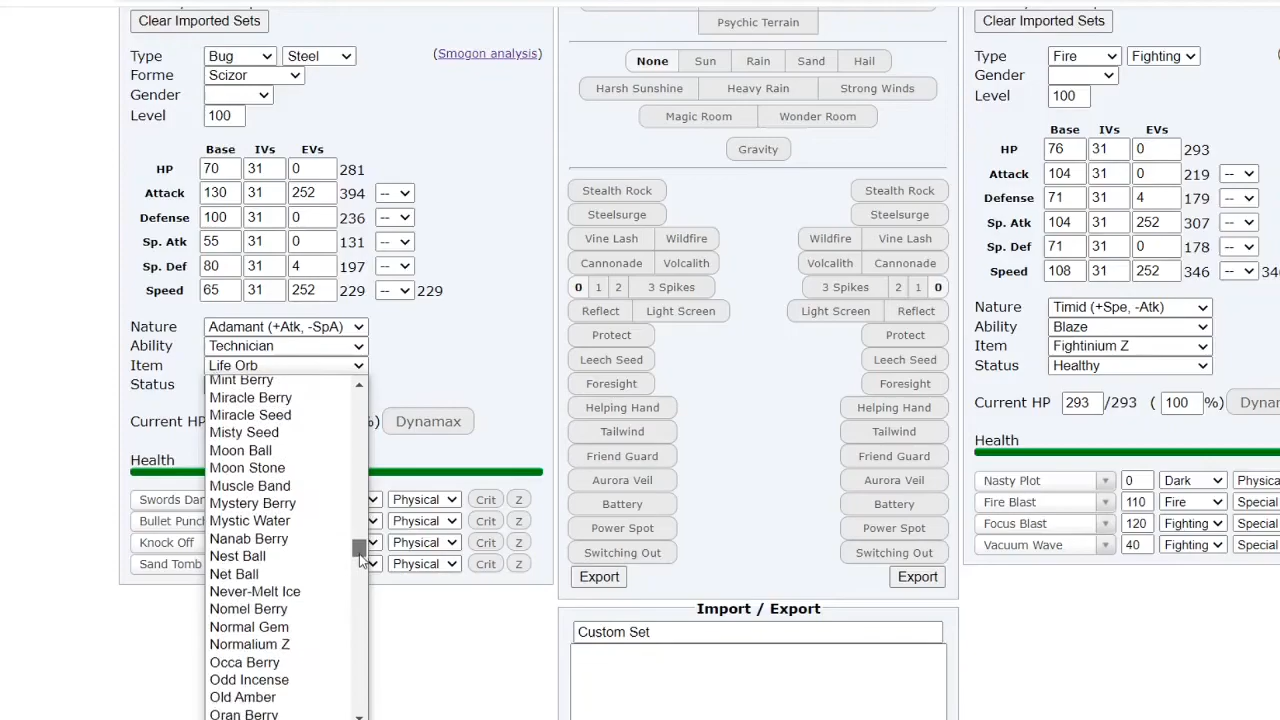 Clear Imported Sets
Type Bug Steel (Smogon analysis)
Forme Scizor
Gender
Level 100
Base IVs EVs
HP 70 31 0 281
Attack 130 31 252 394 --
Defense 100 31 0 236 --
Sp. Atk 55 31 0 131 --
Sp. Def 80 31 4 197 --
Speed 65 31 252 229 -- 229
Nature Adamant (+Atk, -SpA)
Ability Technician
Item Life Orb
Status
Mint Berry
Miracle Berry
Miracle Seed
Misty Seed
Moon Ball
Moon Stone
Muscle Band
Mystery Berry
Mystic Water
Nanab Berry
Nest Ball
Net Ball
Never-Melt Ice
Nomel Berry
Normal Gem
Normalium Z
Occa Berry
Odd Incense
Old Amber
Oran Berry
Current HP %) Dynamax
Health
Swords Dan Physical Crit Z
Bullet Punch Physical Crit Z
Knock Off Physical Crit Z
Sand Tomb Physical Crit Z
Psychic Terrain
None Sun Rain Sand Hail
Harsh Sunshine Heavy Rain Strong Winds
Magic Room Wonder Room
Gravity
Stealth Rock Stealth Rock
Steelsurge Steelsurge
Vine Lash Wildfire Wildfire Vine Lash
Cannonade Volcalith Volcalith Cannonade
0 1 2 3 Spikes 3 Spikes 2 1 0
Reflect Light Screen Light Screen Reflect
Protect Protect
Leech Seed Leech Seed
Foresight Foresight
Helping Hand Helping Hand
Tailwind Tailwind
Friend Guard Friend Guard
Aurora Veil Aurora Veil
Battery Battery
Power Spot Power Spot
Switching Out Switching Out
Export Export
Import / Export
Custom Set
Clear Imported Sets
Type Fire Fighting (
Gender
Level 100
Base IVs EVs
HP 76 31 0 293
Attack 104 31 0 219 --
Defense 71 31 4 179 --
Sp. Atk 104 31 252 307 --
Sp. Def 71 31 0 178 --
Speed 108 31 252 346 -- 34
Nature Timid (+Spe, -Atk)
Ability Blaze
Item Fightinium Z
Status Healthy
Current HP 293 /293 ( 100 %) Dynam
Health
Nasty Plot 0 Dark Physica
Fire Blast 110 Fire Special
Focus Blast 120 Fighting Special
Vacuum Wave 40 Fighting Special